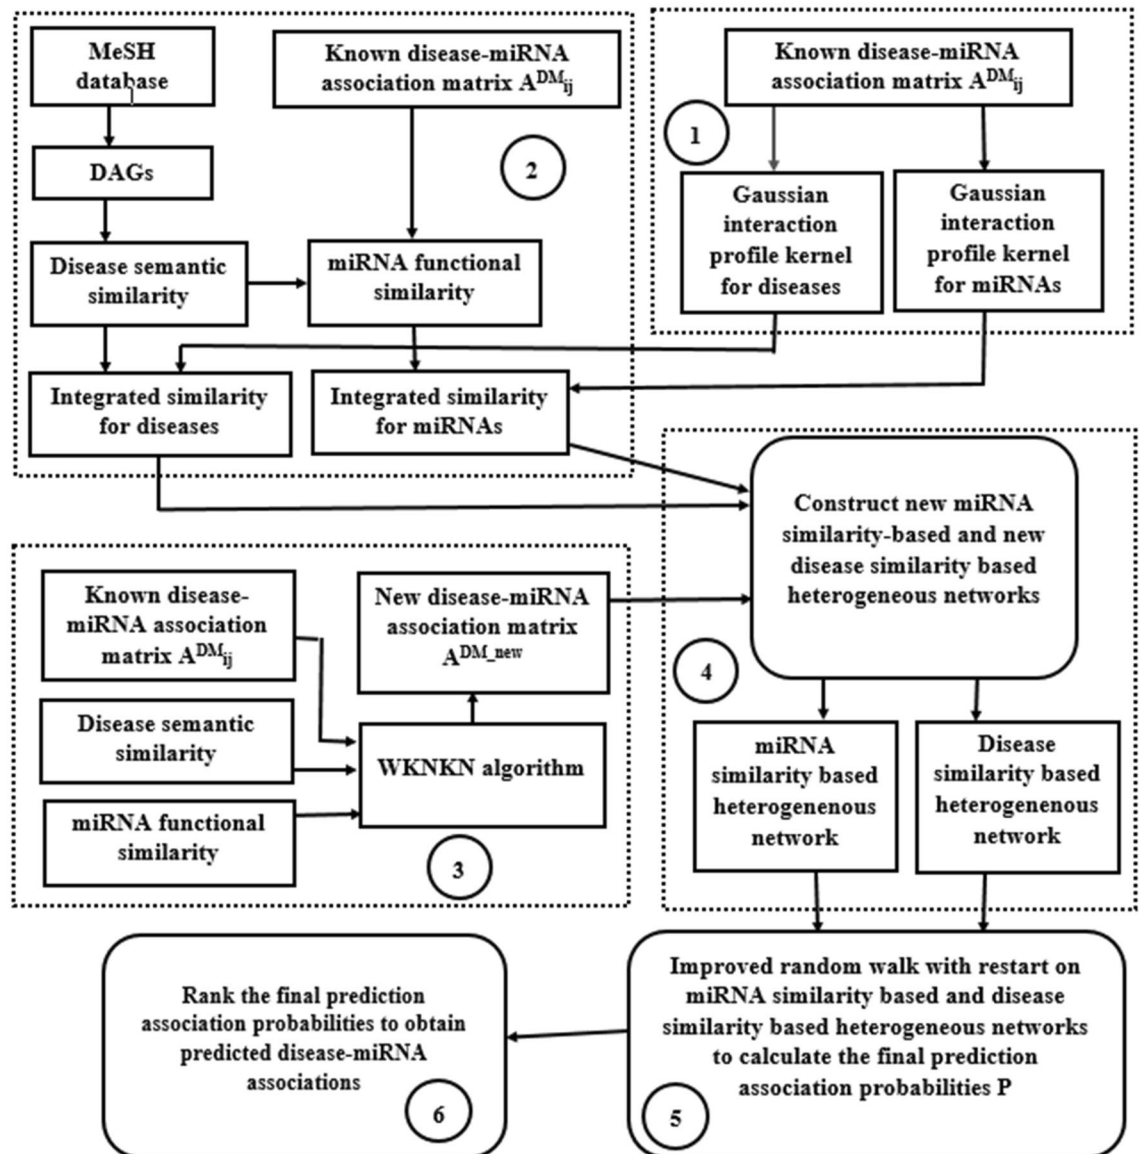 MeSH
database
DAGs
Disease semantic
similarity
Known disease-miRNA
association matrix A^DM_ij
2
miRNA functional
similarity
Integrated similarity
for diseases
Integrated similarity
for miRNAs
Known disease-miRNA
association matrix A^DM_ij
1
Gaussian
interaction
profile kernel
for diseases
Gaussian
interaction
profile kernel
for miRNAs
Known disease-
miRNA association
matrix A^DM_ij
Disease semantic
similarity
miRNA functional
similarity
New disease-miRNA
association matrix
A^DM_new
WKNKN algorithm
3
Construct new miRNA
similarity-based and new
disease similarity based
heterogeneous networks
4
miRNA
similarity based
heterogenenous
network
Disease
similarity based
heterogenenous
network
Improved random walk with restart on
miRNA similarity based and disease
similarity based heterogeneous networks
to calculate the final prediction
association probabilities P
5
Rank the final prediction
association probabilities to obtain
predicted disease-miRNA
associations
6